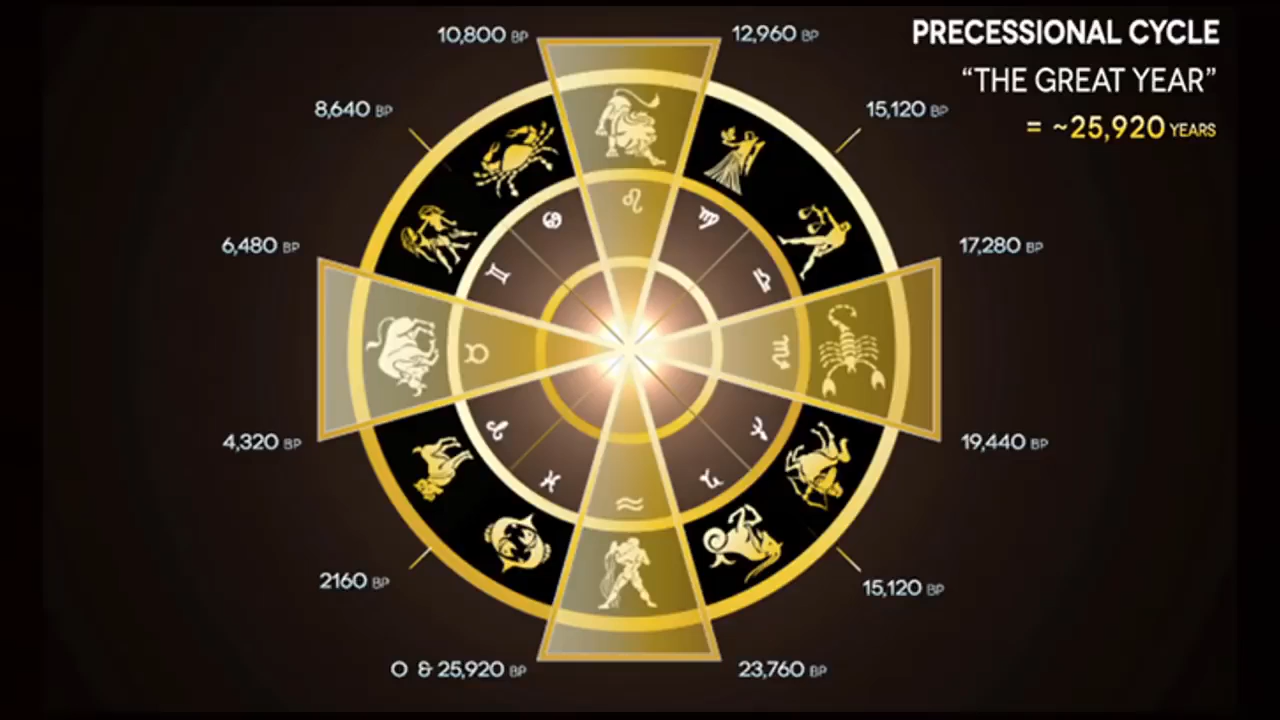 PRECESSIONAL CYCLE
“THE GREAT YEAR”
= ~25,920 YEARS
10,800 BP
12,960 BP
8,640 BP
15,120 BP
6,480 BP
17,280 BP
4,320 BP
19,440 BP
2160 BP
15,120 BP
0 & 25,920 BP
23,760 BP
♌
♋
♍
♊
♎
♉
♏
♈
♐
♓
♑
♒